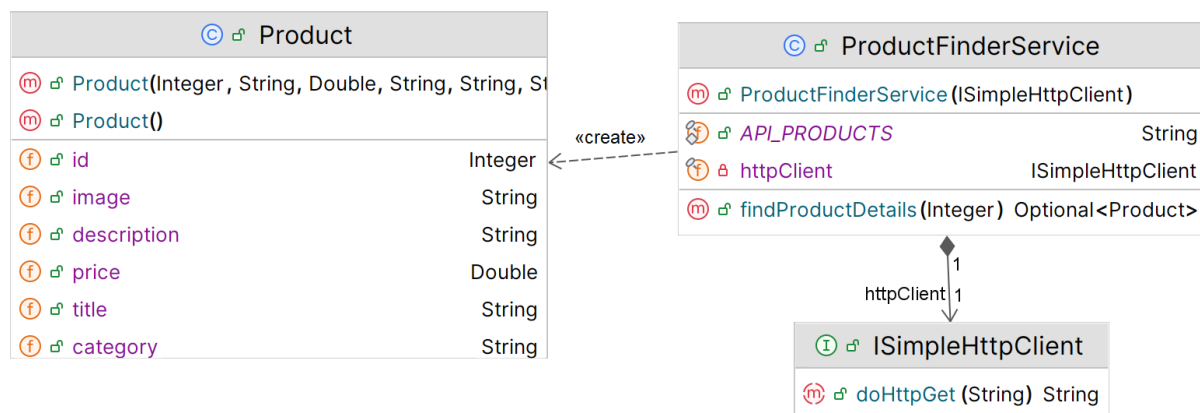 Product
Product(Integer, String, Double, String, String, St
Product()
id Integer
image String
description String
price Double
title String
category String
«create»
ProductFinderService
ProductFinderService(ISimpleHttpClient)
API_PRODUCTS String
httpClient ISimpleHttpClient
findProductDetails(Integer) Optional<Product>
1
httpClient 1
ISimpleHttpClient
doHttpGet(String) String